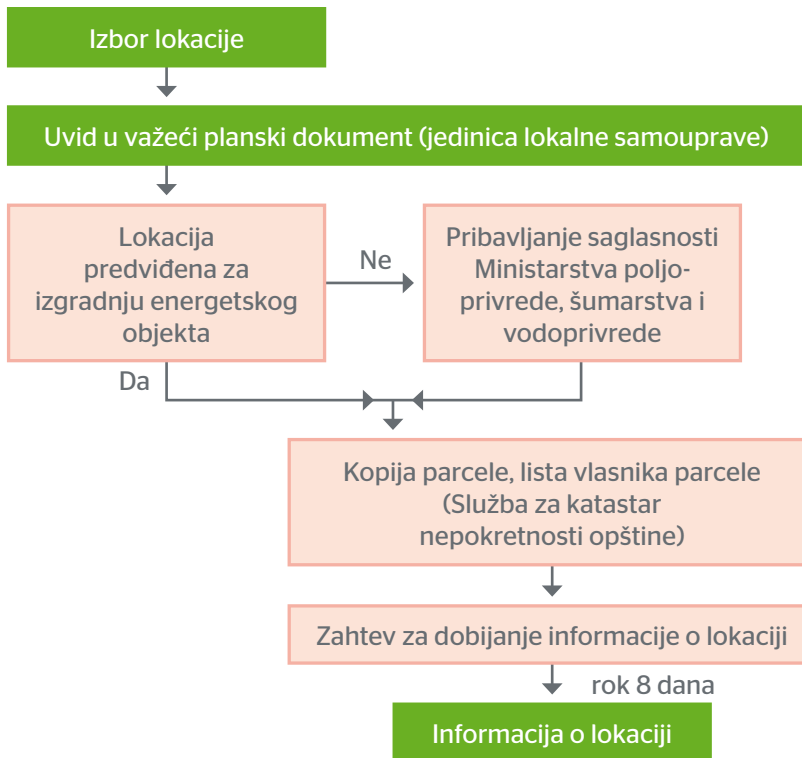 Izbor lokacije
Uvid u važeći planski dokument (jedinica lokalne samouprave)
Lokacija
predviđena za
izgradnju energetskog
objekta
Ne
Pribavljanje saglasnosti
Ministarstva poljo-
privrede, šumarstva i
vodoprivrede
Da
Kopija parcele, lista vlasnika parcele
(Služba za katastar
nepokretnosti opštine)
Zahtev za dobijanje informacije o lokaciji
rok 8 dana
Informacija o lokaciji